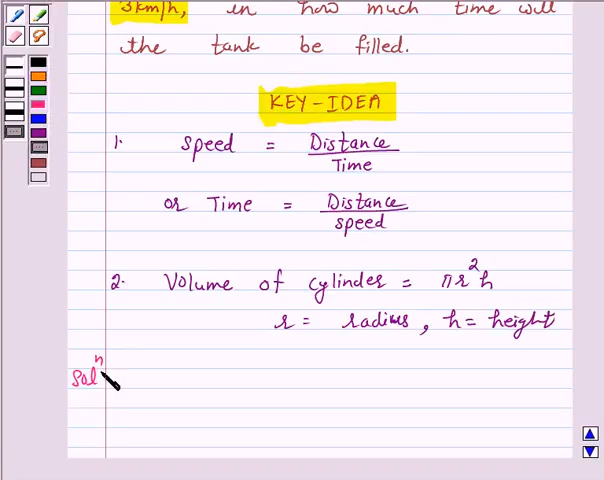 3km/h, in how much time will
the tank be filled.
KEY-IDEA
1. Speed = Distance / Time
or Time = Distance / speed
2. Volume of cylinder = πr²h
r = radius, h = height
Solⁿ